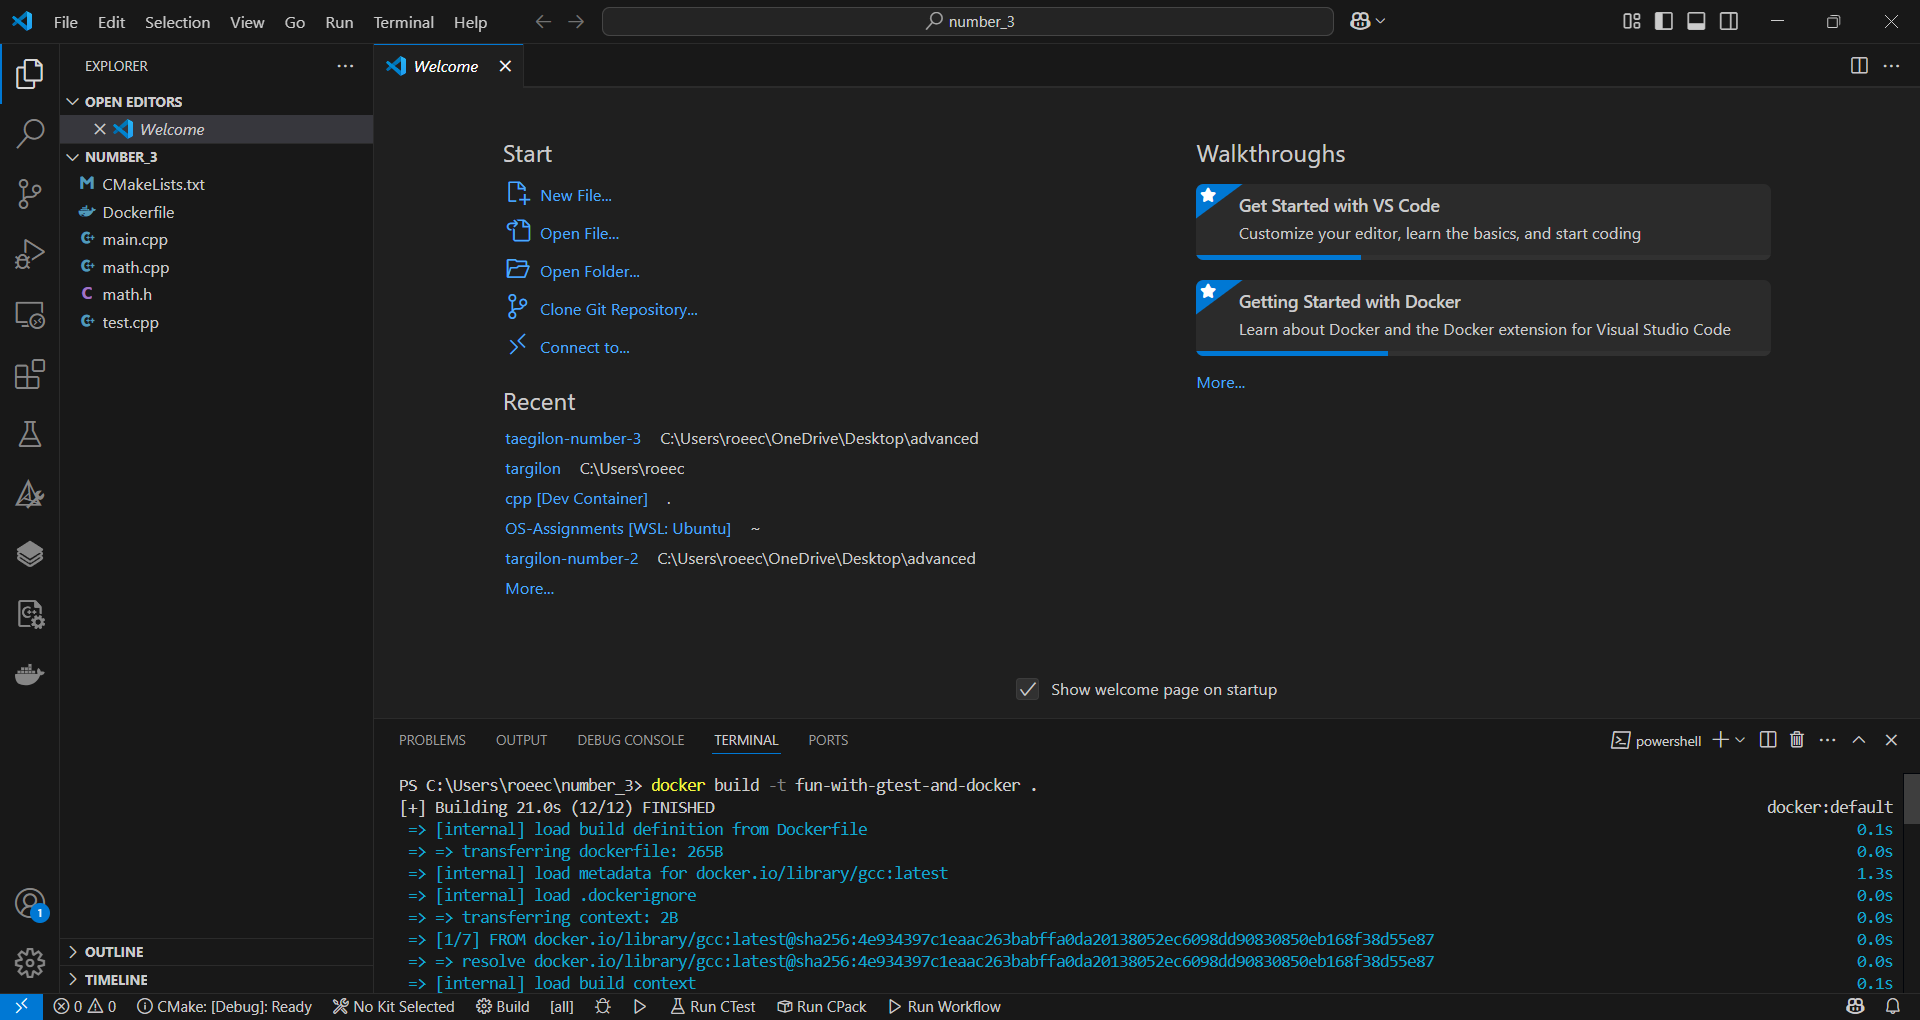 File Edit Selection View Go Run Terminal Help number_3
EXPLORER
OPEN EDITORS
Welcome
NUMBER_3
M CMakeLists.txt
Dockerfile
C+ main.cpp
C+ math.cpp
C math.h
C+ test.cpp
OUTLINE
TIMELINE
1
Welcome
Start
New File...
Open File...
Open Folder...
Clone Git Repository...
Connect to...
Recent
taegilon-number-3 C:\Users\roeec\OneDrive\Desktop\advanced
targilon C:\Users\roeec
cpp [Dev Container] .
OS-Assignments [WSL: Ubuntu] ~
targilon-number-2 C:\Users\roeec\OneDrive\Desktop\advanced
More...
Walkthroughs
Get Started with VS Code
Customize your editor, learn the basics, and start coding
Getting Started with Docker
Learn about Docker and the Docker extension for Visual Studio Code
More...
Show welcome page on startup
PROBLEMS OUTPUT DEBUG CONSOLE TERMINAL PORTS powershell
PS C:\Users\roeec\number_3> docker build -t fun-with-gtest-and-docker .
[+] Building 21.0s (12/12) FINISHED docker:default
=> [internal] load build definition from Dockerfile 0.1s
=> => transferring dockerfile: 265B 0.0s
=> [internal] load metadata for docker.io/library/gcc:latest 1.3s
=> [internal] load .dockerignore 0.0s
=> => transferring context: 2B 0.0s
=> [1/7] FROM docker.io/library/gcc:latest@sha256:4e934397c1eaac263babffa0da20138052ec6098dd90830850eb168f38d55e87 0.0s
=> => resolve docker.io/library/gcc:latest@sha256:4e934397c1eaac263babffa0da20138052ec6098dd90830850eb168f38d55e87 0.0s
=> [internal] load build context 0.1s
0 0 CMake: [Debug]: Ready No Kit Selected Build [all] Run CTest Run CPack Run Workflow